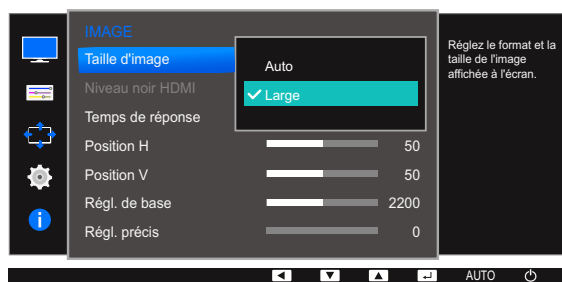 IMAGE
Taille d'image
Auto
Large
Niveau noir HDMI
Temps de réponse
Position H 50
Position V 50
Régl. de base 2200
Régl. précis 0
Réglez le format et la
taille de l'image
affichée à l'écran.
AUTO